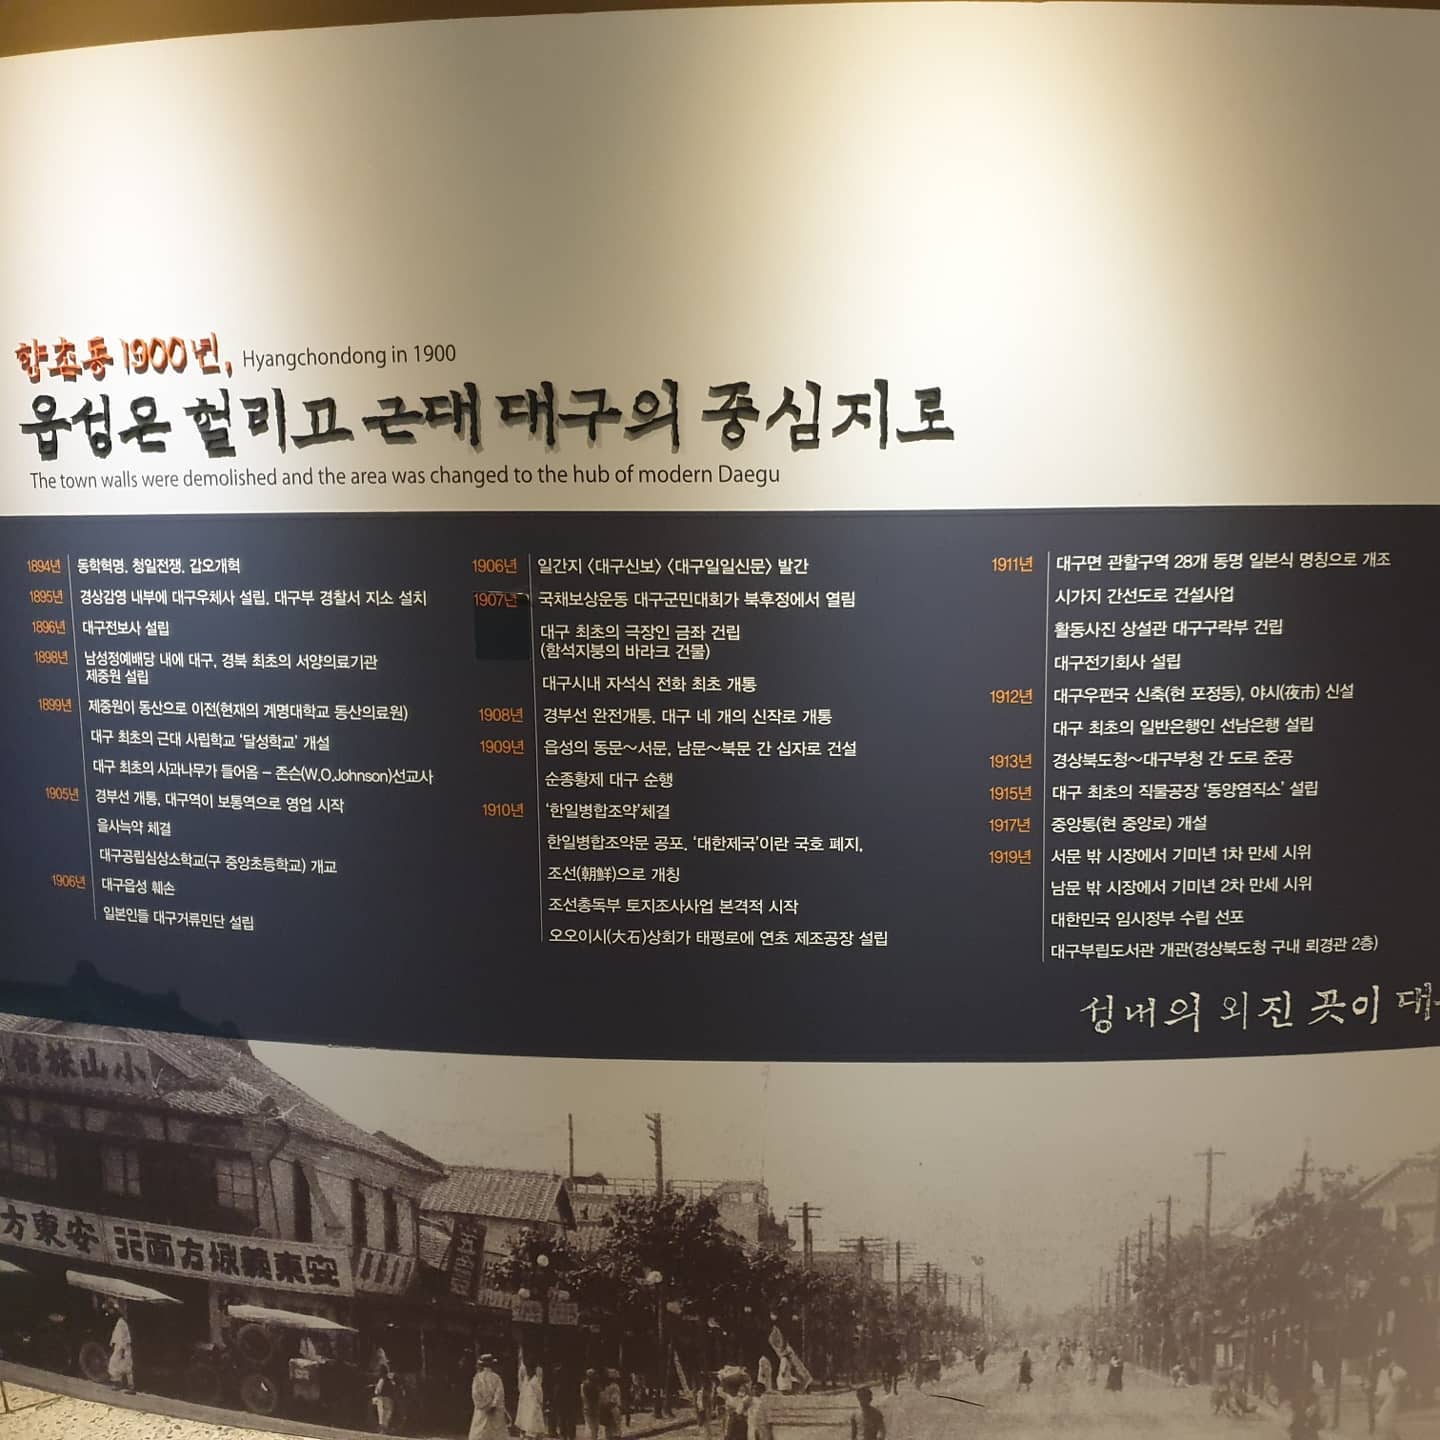 향촌동 1900년, Hyangchondong in 1900
읍성은 헐리고 근대 대구의 중심지로
The town walls were demolished and the area was changed to the hub of modern Daegu
1894년 동학혁명, 청일전쟁, 갑오개혁
1895년 경상감영 내부에 대구우체사 설립, 대구부 경찰서 지소 설치
1896년 대구전보사 설립
1898년 남성정예배당 내에 대구, 경북 최초의 서양의료기관
제중원 설립
1899년 제중원이 동산으로 이전(현재의 계명대학교 동산의료원)
대구 최초의 근대 사립학교 '달성학교' 개설
대구 최초의 사과나무가 들어옴 - 존슨(W.O.Johnson)선교사
1905년 경부선 개통, 대구역이 보통역으로 영업 시작
을사늑약 체결
대구공립심상소학교(구 중앙초등학교) 개교
1906년 대구읍성 훼손
일본인들 대구거류민단 설립
1906년 일간지 〈대구신보〉 〈대구일일신문〉 발간
1907년 국채보상운동 대구군민대회가 북후정에서 열림
대구 최초의 극장인 금좌 건립
(함석지붕의 바라크 건물)
대구시내 자석식 전화 최초 개통
1908년 경부선 완전개통, 대구 네 개의 신작로 개통
1909년 읍성의 동문~서문, 남문~북문 간 십자로 건설
순종황제 대구 순행
1910년 '한일병합조약'체결
한일병합조약문 공포, '대한제국'이란 국호 폐지,
조선(朝鮮)으로 개칭
조선총독부 토지조사사업 본격적 시작
오오이시(大石)상회가 태평로에 연초 제조공장 설립
1911년 대구면 관할구역 28개 동명 일본식 명칭으로 개조
시가지 간선도로 건설사업
활동사진 상설관 대구구락부 건립
대구전기회사 설립
1912년 대구우편국 신축(현 포정동), 야시(夜市) 신설
대구 최초의 일반은행인 선남은행 설립
1913년 경상북도청~대구부청 간 도로 준공
1915년 대구 최초의 직물공장 '동양염직소' 설립
1917년 중앙통(현 중앙로) 개설
1919년 서문 밖 시장에서 기미년 1차 만세 시위
남문 밖 시장에서 기미년 2차 만세 시위
대한민국 임시정부 수립 선포
대구부립도서관 개관(경상북도청 구내 뢰경관 2층)
성내의 외진 곳이
館旅山小
方東安 行面方城義東安